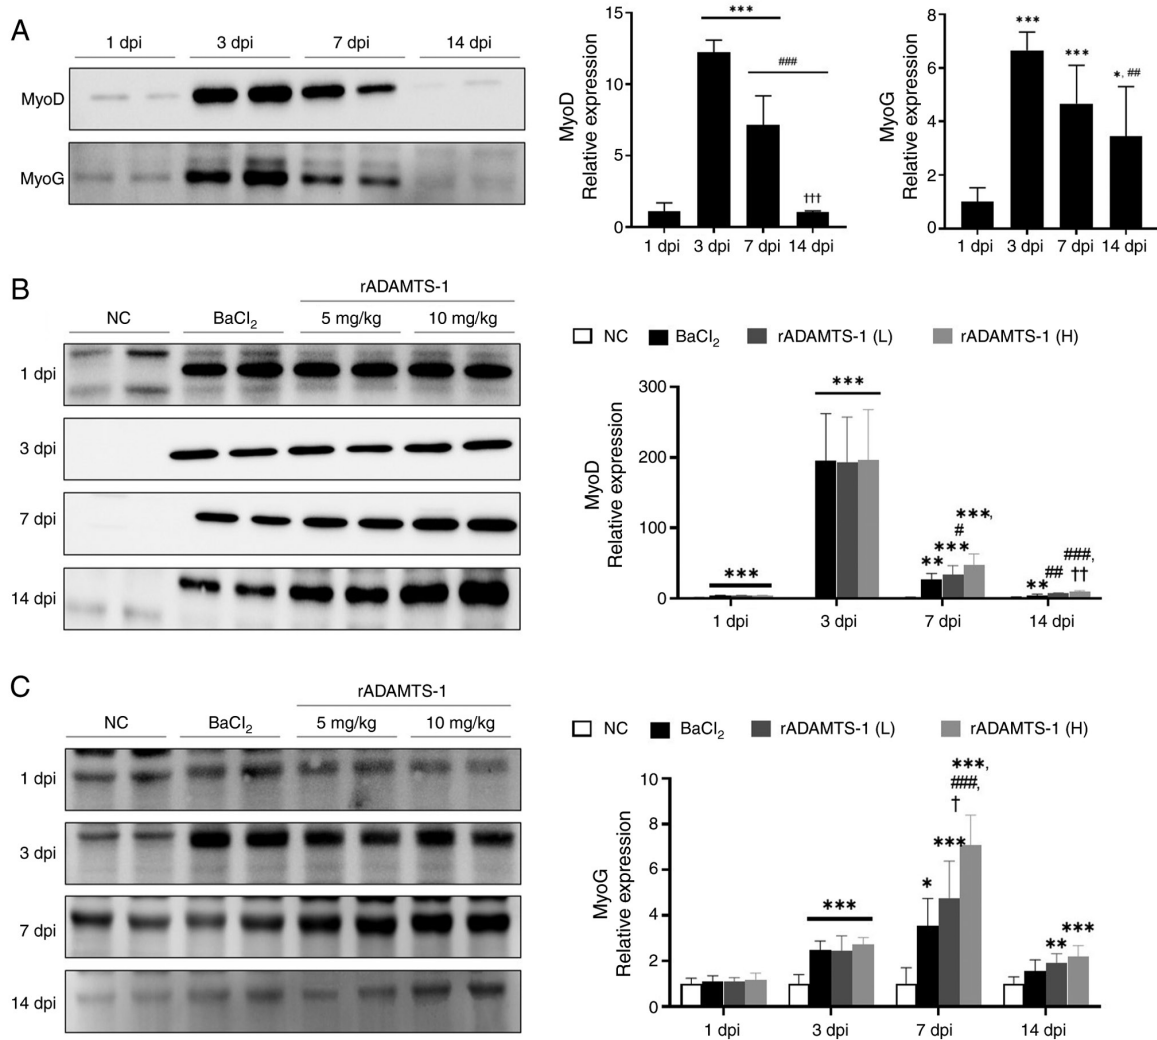 A
1 dpi 3 dpi 7 dpi 14 dpi
MyoD
MyoG
MyoD
Relative expression
15
10
5
0
***
###
†††
1 dpi 3 dpi 7 dpi 14 dpi
MyoG
Relative expression
8
6
4
2
0
***
***
*, ##
1 dpi 3 dpi 7 dpi 14 dpi
B
rADAMTS-1
NC BaCl₂ 5 mg/kg 10 mg/kg
1 dpi
3 dpi
7 dpi
14 dpi
NC BaCl₂ rADAMTS-1 (L) rADAMTS-1 (H)
MyoD
Relative expression
300
200
100
0
***
***
**
***
***,
#
**
##
###,
††
1 dpi 3 dpi 7 dpi 14 dpi
C
rADAMTS-1
NC BaCl₂ 5 mg/kg 10 mg/kg
1 dpi
3 dpi
7 dpi
14 dpi
NC BaCl₂ rADAMTS-1 (L) rADAMTS-1 (H)
MyoG
Relative expression
10
8
6
4
2
0
***
*
***
***,
###,
†
**
***
1 dpi 3 dpi 7 dpi 14 dpi